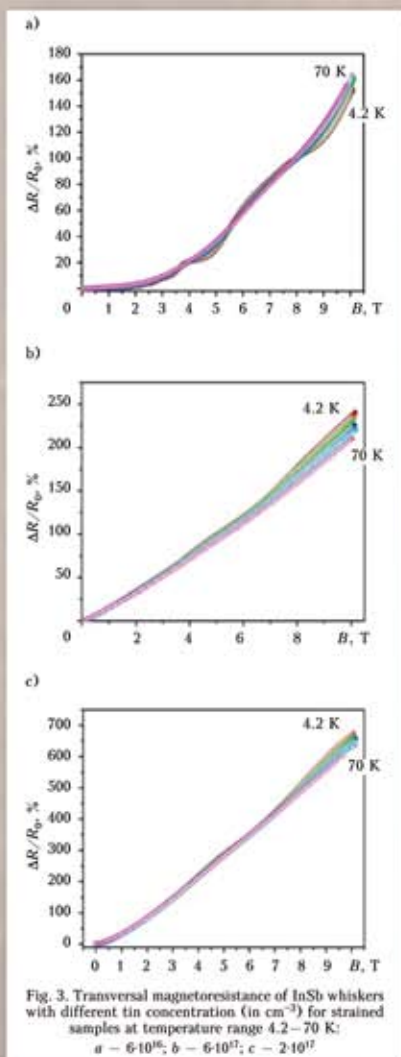 a)
180
160
140
120
100
80
60
40
20
0
ΔR/R₀, %
70 K
4.2 K
1 2 3 4 5 6 7 8 9 B, T
b)
250
200
150
100
50
0
ΔR/R₀, %
4.2 K
70 K
2 4 6 8 B, T
c)
700
600
500
400
300
200
100
0
ΔR/R₀, %
4.2 K
70 K
0 1 2 3 4 5 6 7 8 9 B, T
Fig. 3. Transversal magnetoresistance of InSb whiskers
with different tin concentration (in cm⁻³) for strained
samples at temperature range 4.2–70 K:
a — 6·10¹⁶; b — 6·10¹⁷; c — 2·10¹⁷